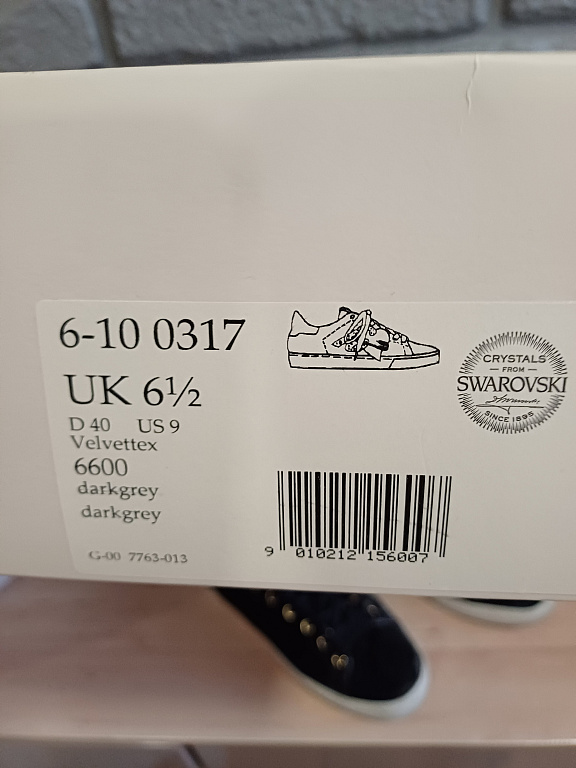 6-10 0317
UK 6½
D 40 US 9
Velvettex
6600
darkgrey
darkgrey
G-00 7763-013
CRYSTALS
FROM
SWAROVSKI
SINCE 1895
9 010212 156007